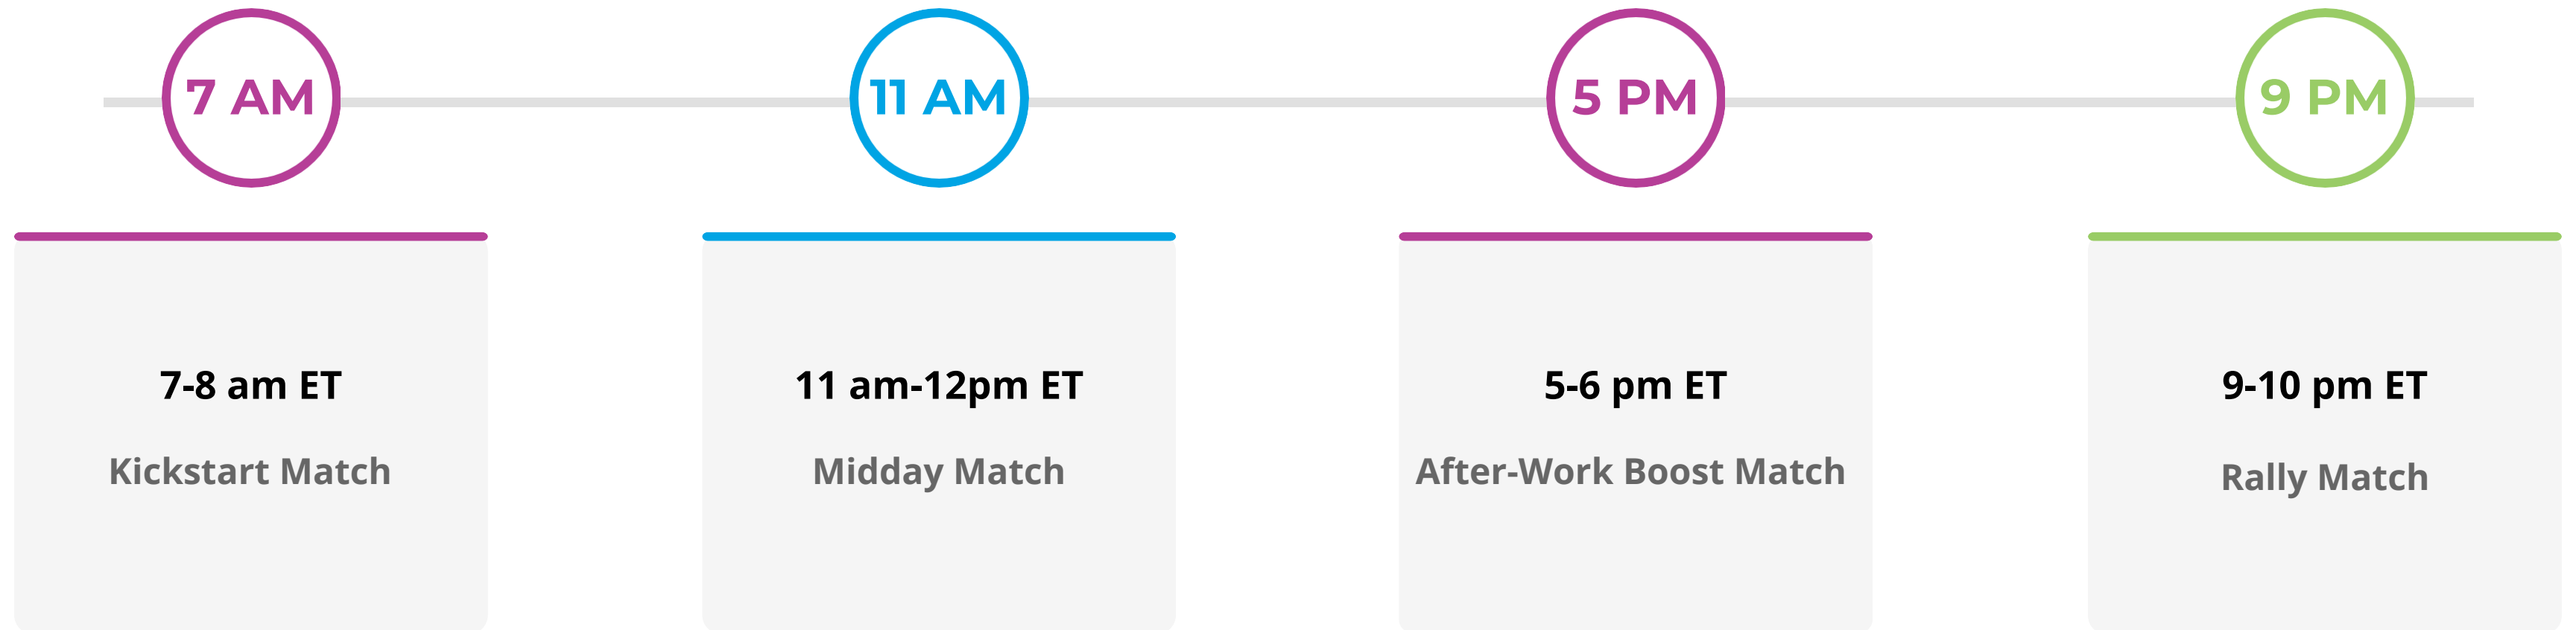 7 AM
11 AM
5 PM
9 PM
7-8 am ET
Kickstart Match
11 am-12pm ET
Midday Match
5-6 pm ET
After-Work Boost Match
9-10 pm ET
Rally Match